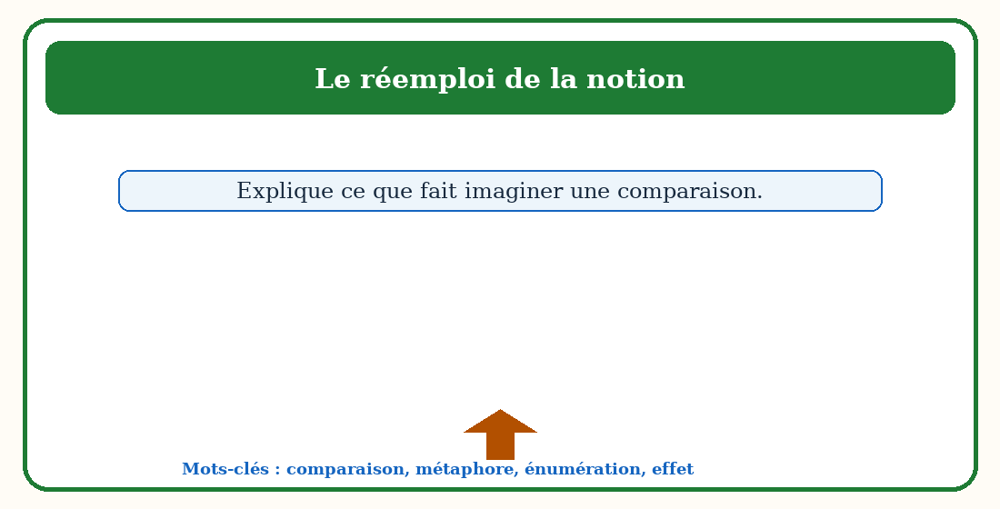 Le réemploi de la notion
Explique ce que fait imaginer une comparaison.
Mots-clés : comparaison, métaphore, énumération, effet